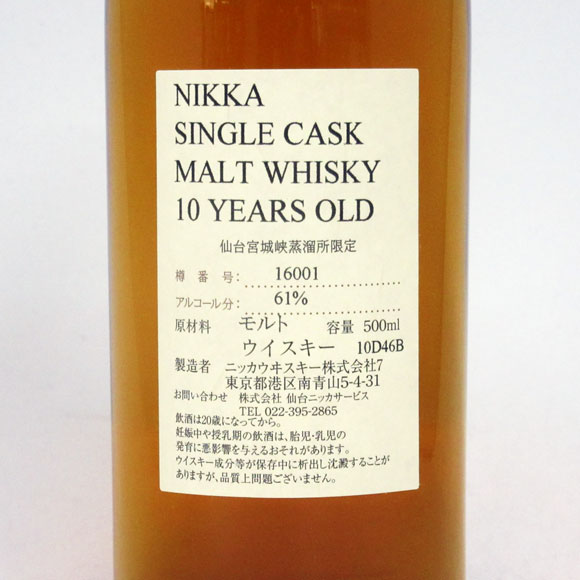 NIKKA
SINGLE CASK
MALT WHISKY
10 YEARS OLD
仙台宮城峡蒸溜所限定
樽番号: 16001
アルコール分: 61%
原材料 モルト 容量 500ml
ウイスキー 10D46B
製造者 ニッカウヰスキー株式会社7
東京都港区南青山5-4-31
お問い合わせ 株式会社 仙台ニッカサービス
TEL 022-395-2865
飲酒は20歳になってから。
妊娠中や授乳期の飲酒は、胎児・乳児の
発育に悪影響を与えるおそれがあります。
ウイスキー成分等が保存中に析出し沈澱することが
ありますが、品質上問題ございません。